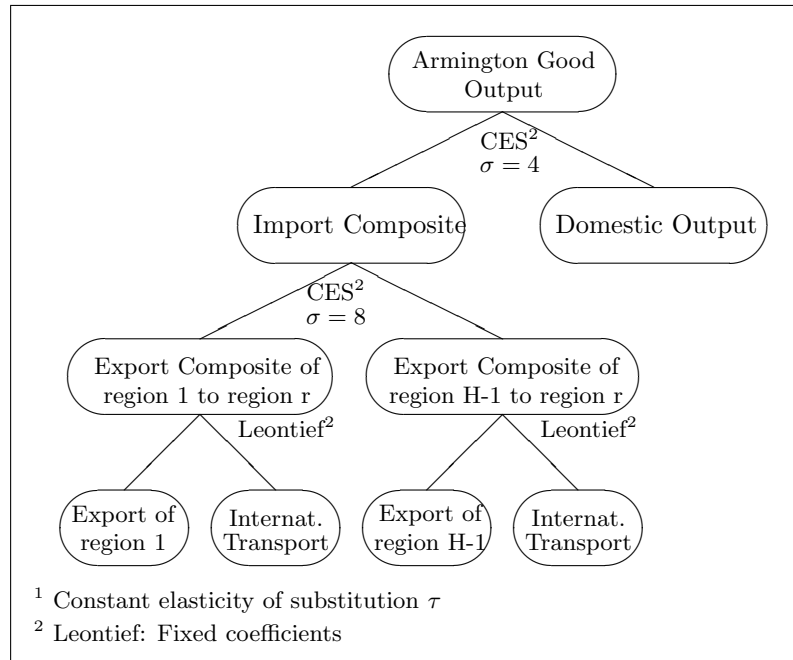 Armington Good
Output
CES²
σ = 4
Import Composite
Domestic Output
CES²
σ = 8
Export Composite of
region 1 to region r
Export Composite of
region H-1 to region r
Leontief²
Leontief²
Export of
region 1
Internat.
Transport
Export of
region H-1
Internat.
Transport
¹ Constant elasticity of substitution τ
² Leontief: Fixed coefficients